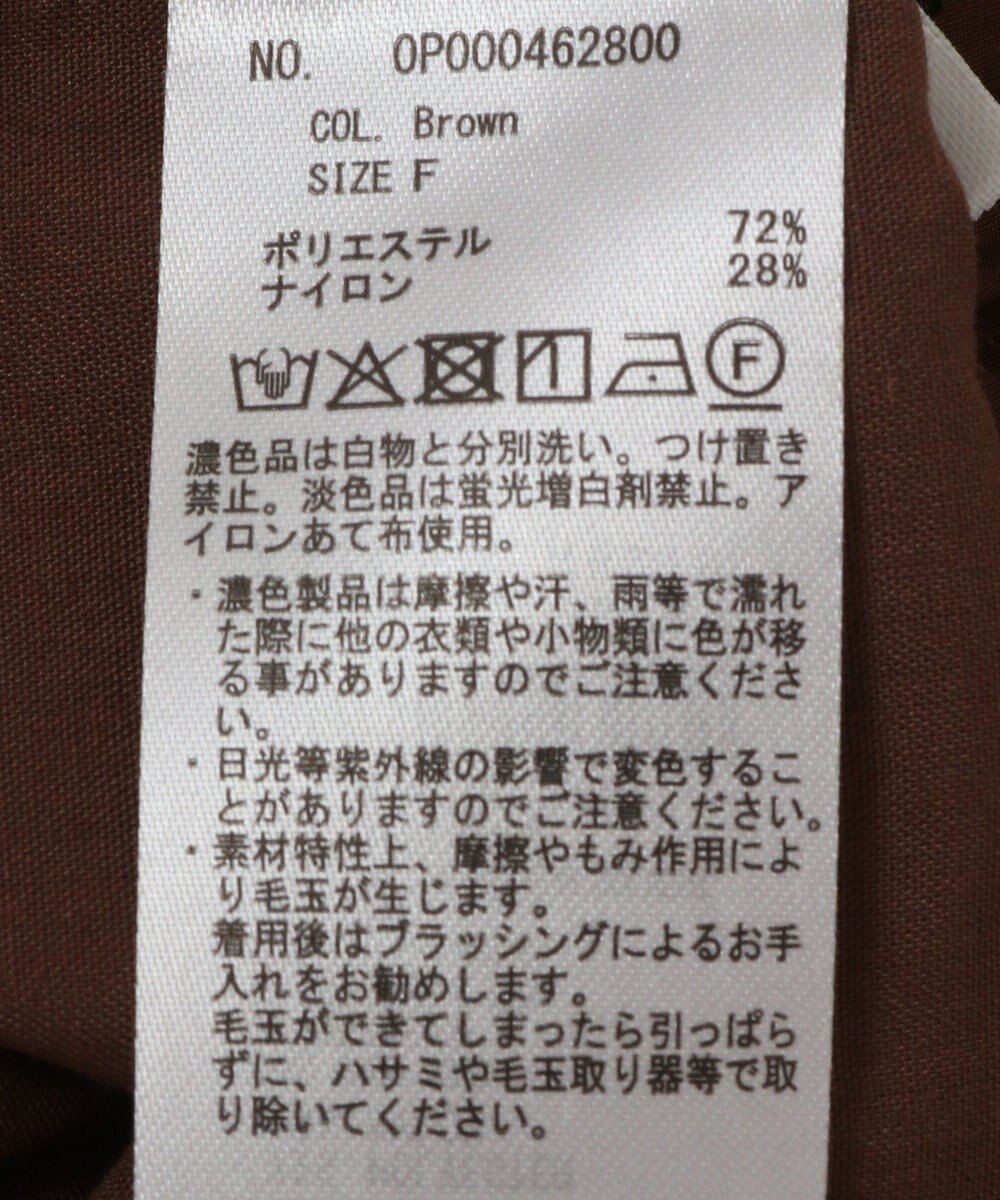 NO. OP000462800
COL. Brown
SIZE F
ポリエステル 72%
ナイロン 28%
F
濃色品は白物と分別洗い。つけ置き
禁止。淡色品は蛍光増白剤禁止。ア
イロンあて布使用。
・濃色製品は摩擦や汗、雨等で濡れ
た際に他の衣類や小物類に色が移
る事がありますのでご注意くださ
い。
・日光等紫外線の影響で変色するこ
とがありますのでご注意ください。
・素材特性上、摩擦やもみ作用によ
り毛玉が生じます。
着用後はブラッシングによるお手
入れをお勧めします。
毛玉ができてしまったら引っぱら
ずに、ハサミや毛玉取り器等で取
り除いてください。